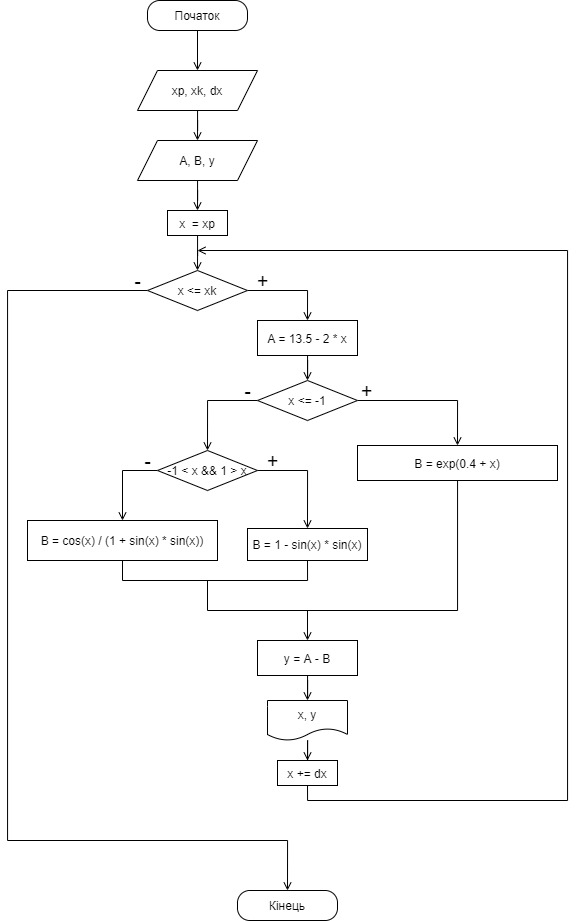 Початок
xp, xk, dx
A, B, y
x = xp
-
+
x <= xk
A = 13.5 - 2 * x
-
+
x <= -1
-
+
-1 < x && 1 > x
B = exp(0.4 + x)
B = cos(x) / (1 + sin(x) * sin(x))
B = 1 - sin(x) * sin(x)
y = A - B
x, y
x += dx
Кінець